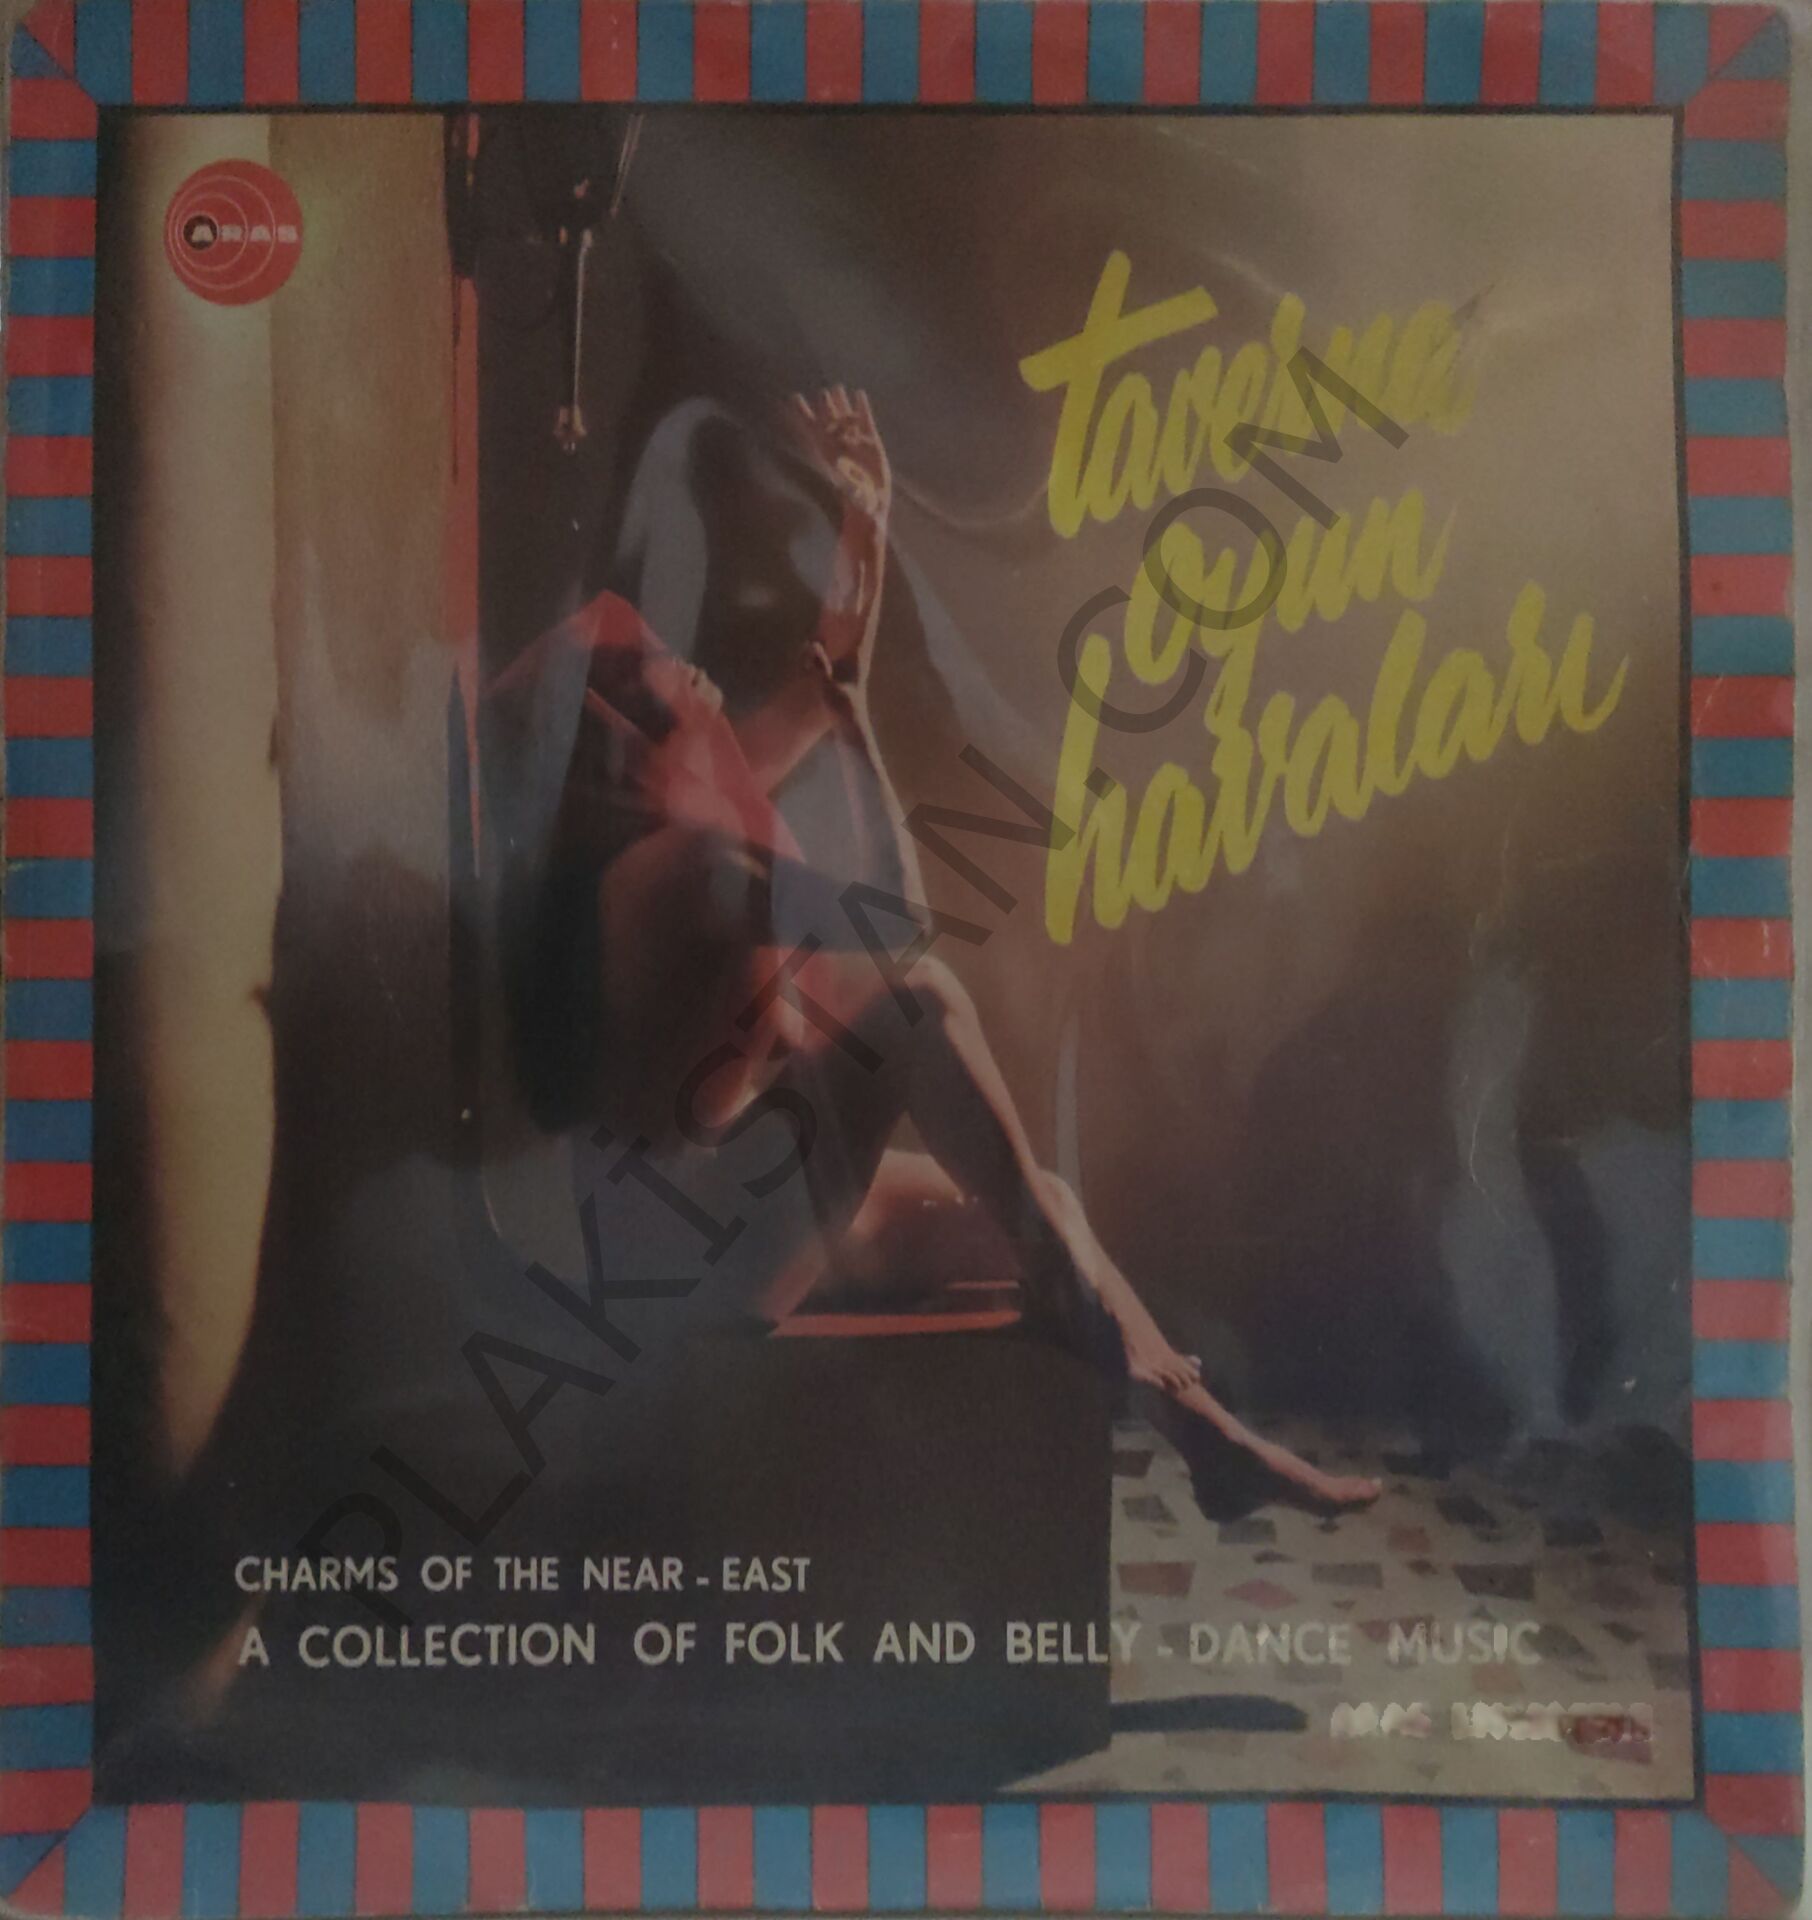 ARAS
taverna
oyun
havaları
PLAKİSTAN.COM
CHARMS OF THE NEAR - EAST
A COLLECTION OF FOLK AND BELLY - DANCE MUSIC